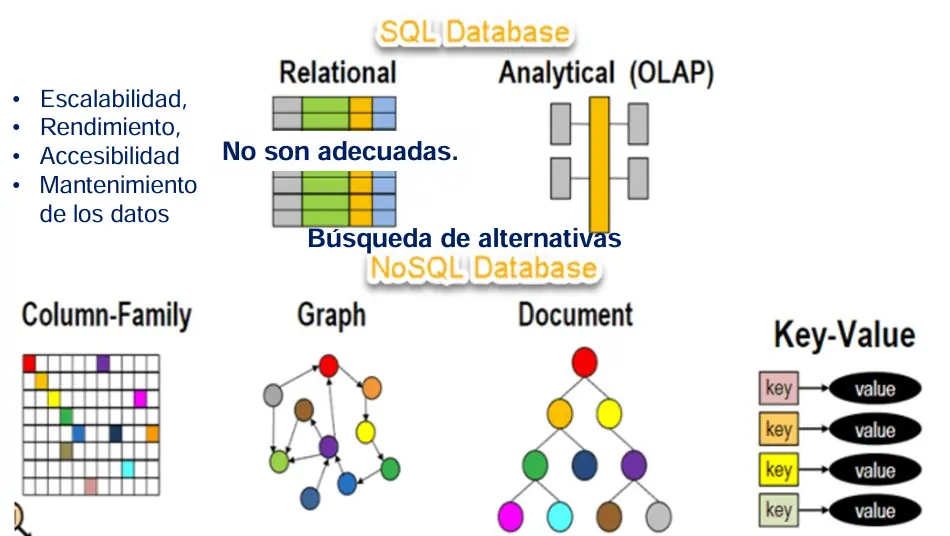 SQL Database
Relational
Analytical (OLAP)
• Escalabilidad,
• Rendimiento,
• Accesibilidad
• Mantenimiento
de los datos
No son adecuadas.
Búsqueda de alternativas
NoSQL Database
Column-Family
Graph
Document
Key-Value
key value
key value
key value
key value